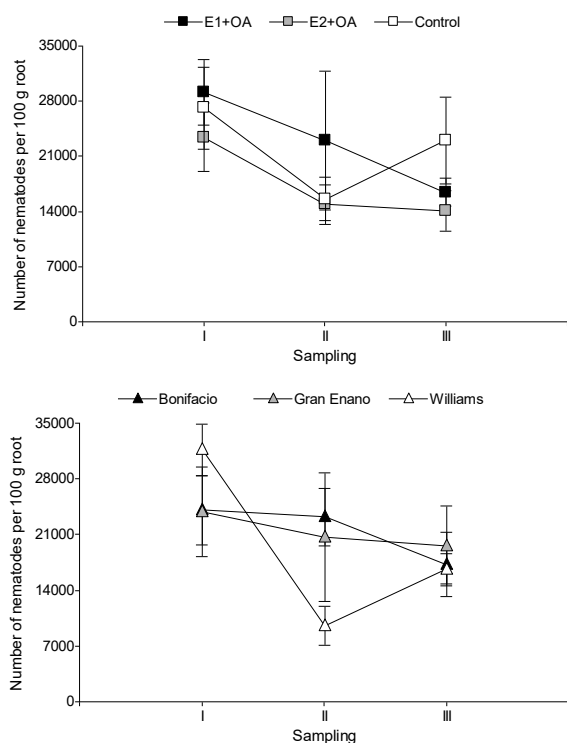 E1+OA E2+OA Control
Number of nematodes per 100 g root
35000
28000
21000
14000
7000
0
I II III
Sampling
Bonifacio Gran Enano Williams
Number of nematodes per 100 g root
35000
28000
21000
14000
7000
0
I II III
Sampling